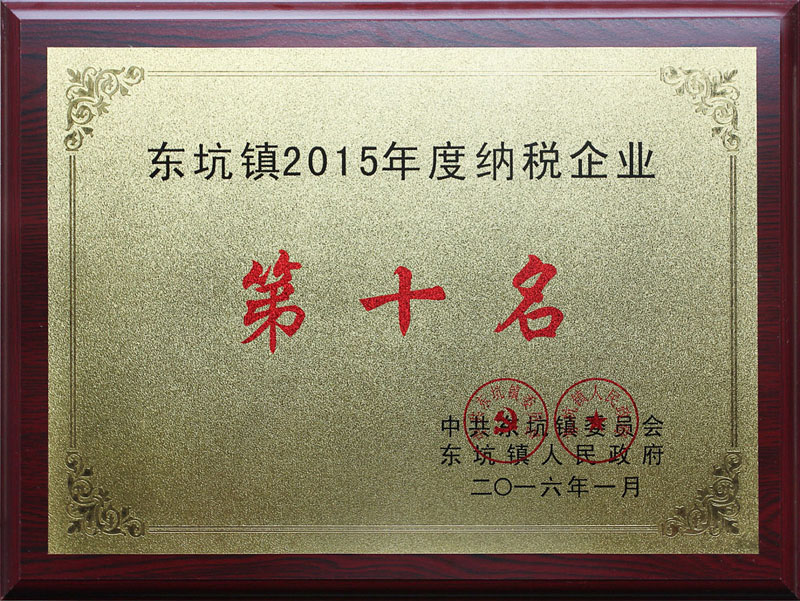 东坑镇2015年度纳税企业
第十名
中共东坑镇委员会
东坑镇人民政府
二〇一六年一月